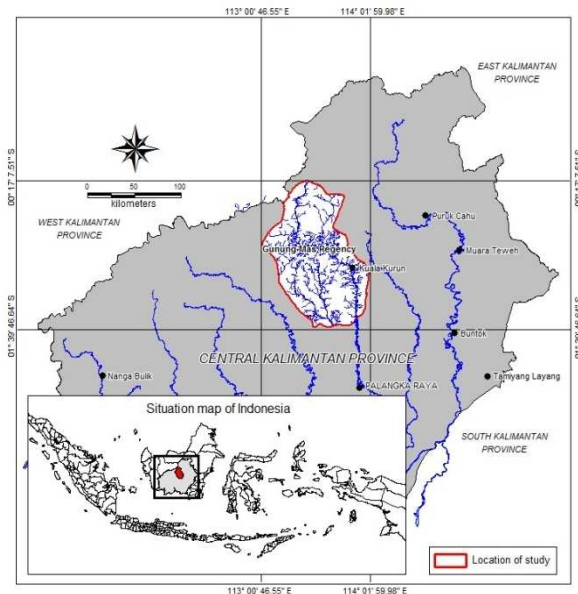 113° 00' 46.55" E
114° 01' 59.98" E
EAST KALIMANTAN
PROVINCE
00° 17' 7.51" S
0 50 100
kilometers
WEST KALIMANTAN
PROVINCE
Puruk Cahu
Gunung Mas Regency
Muara Teweh
Kuala Kurun
01° 39' 46.64" S
Buntok
CENTRAL KALIMANTAN PROVINCE
Nanga Bulik
Tamiyang Layang
PALANGKA RAYA
Situation map of Indonesia
SOUTH KALIMANTAN
PROVINCE
Location of study
113° 00' 46.55" E
114° 01' 59.98" E